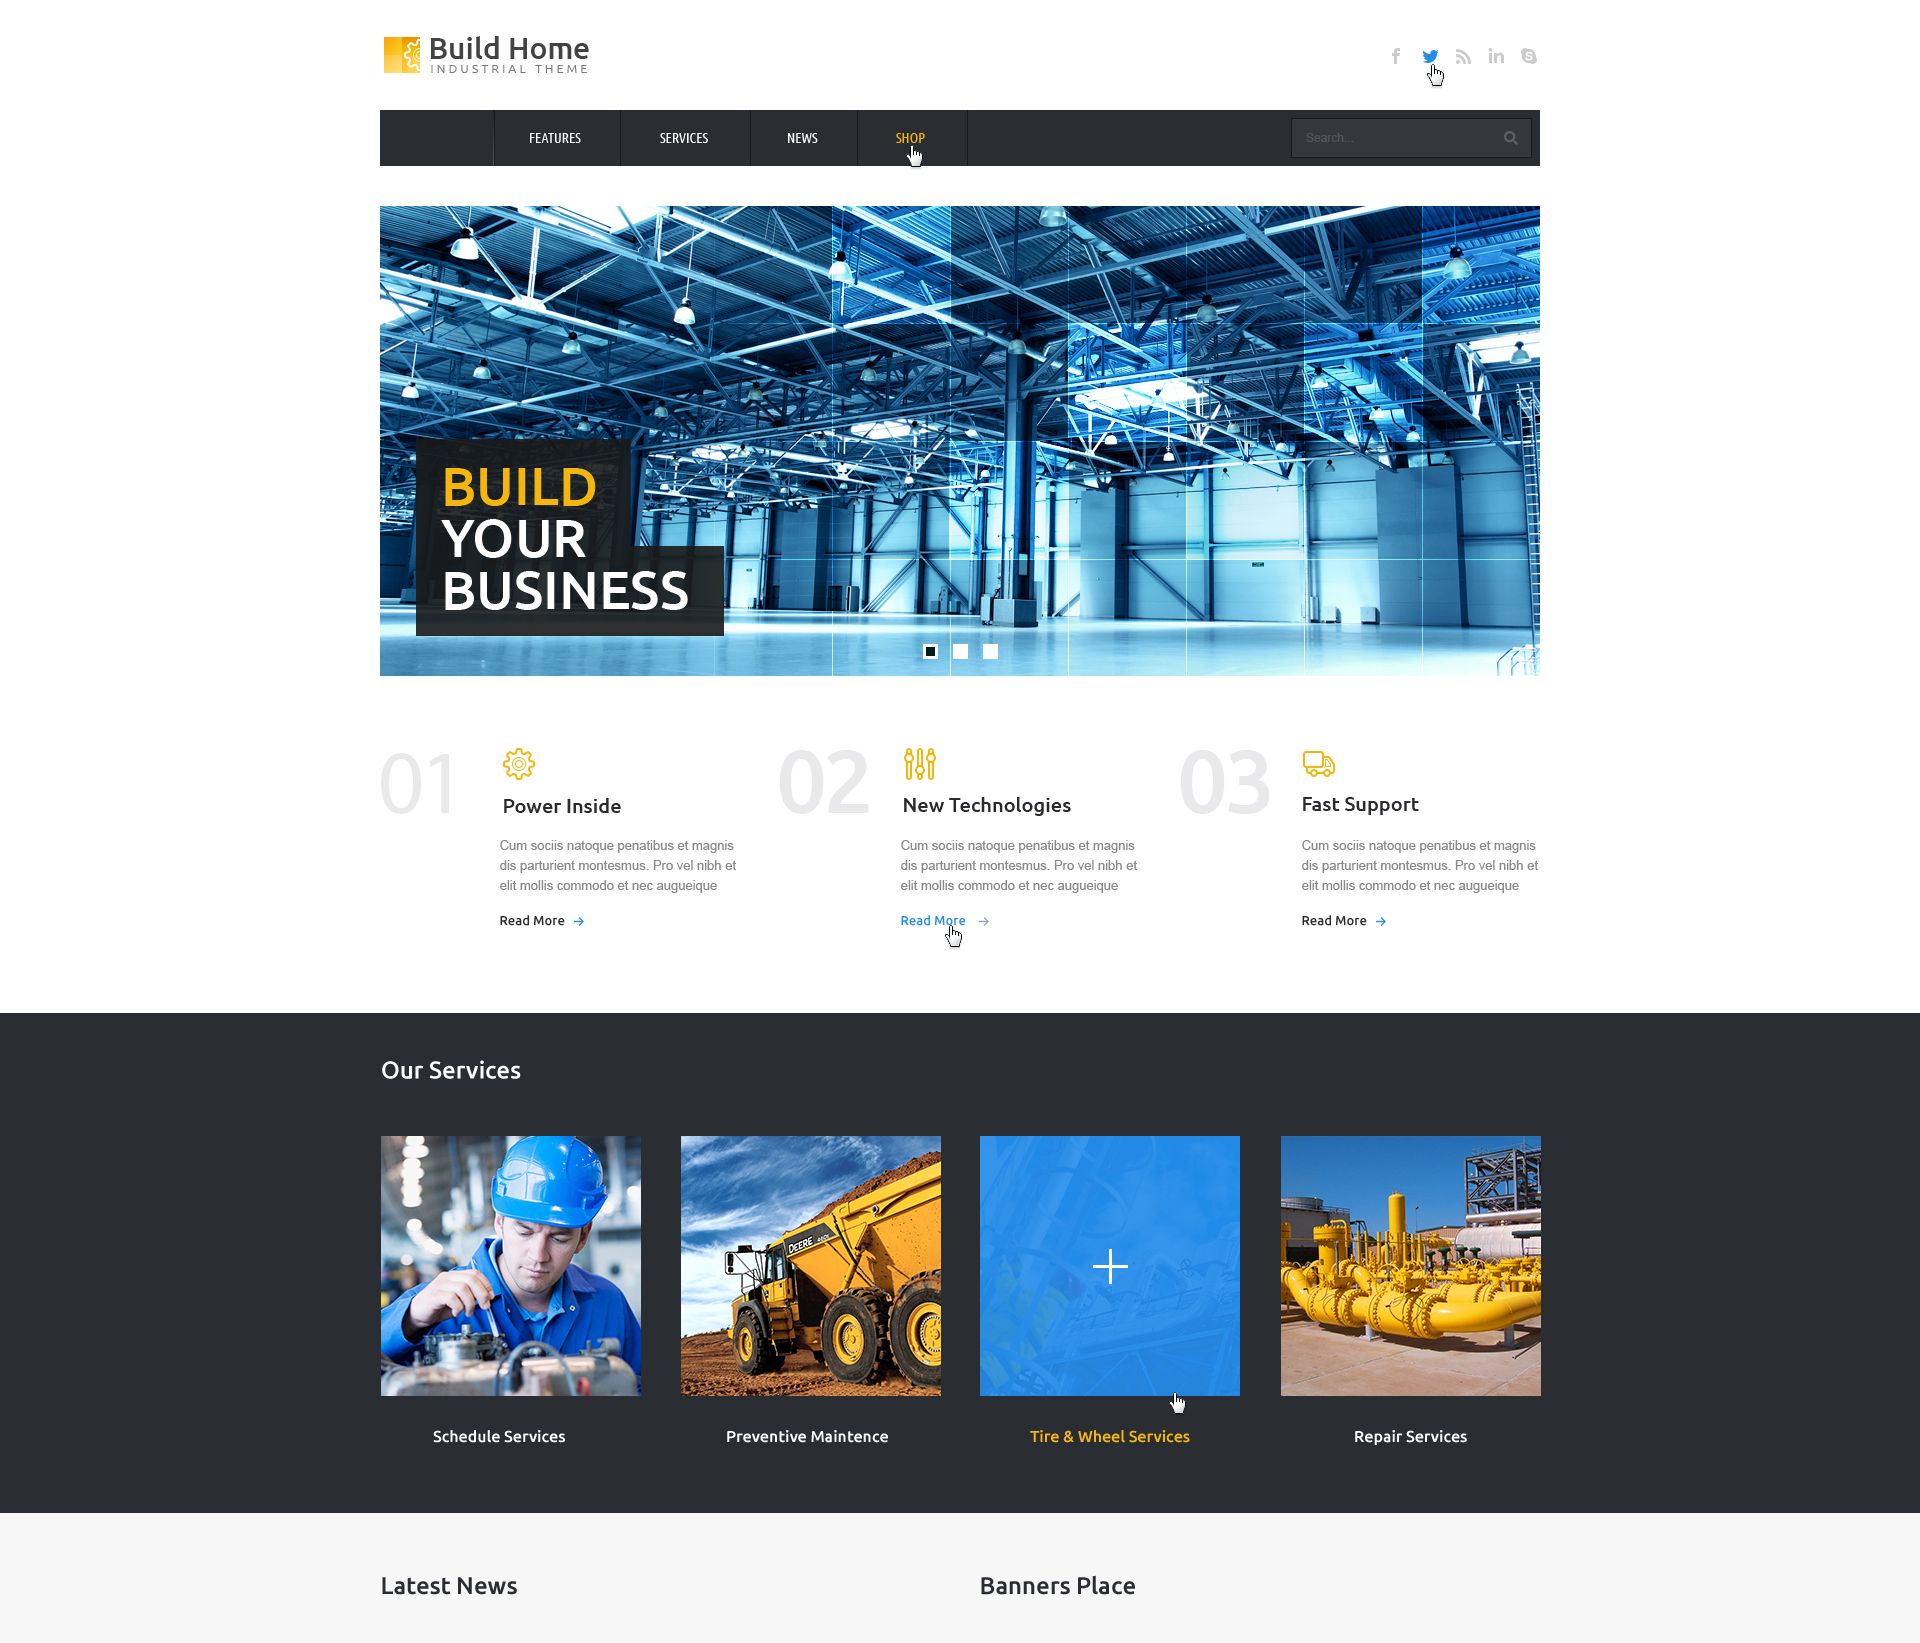 Build Home
INDUSTRIAL THEME
FEATURES
SERVICES
NEWS
SHOP
Search...
BUILD
YOUR
BUSINESS
01
Power Inside
Cum sociis natoque penatibus et magnis
dis parturient montesmus. Pro vel nibh et
elit mollis commodo et nec augueique
Read More
02
New Technologies
Cum sociis natoque penatibus et magnis
dis parturient montesmus. Pro vel nibh et
elit mollis commodo et nec augueique
Read More
03
Fast Support
Cum sociis natoque penatibus et magnis
dis parturient montesmus. Pro vel nibh et
elit mollis commodo et nec augueique
Read More
Our Services
DEERE
Schedule Services
Preventive Maintence
Tire & Wheel Services
Repair Services
Latest News
Banners Place